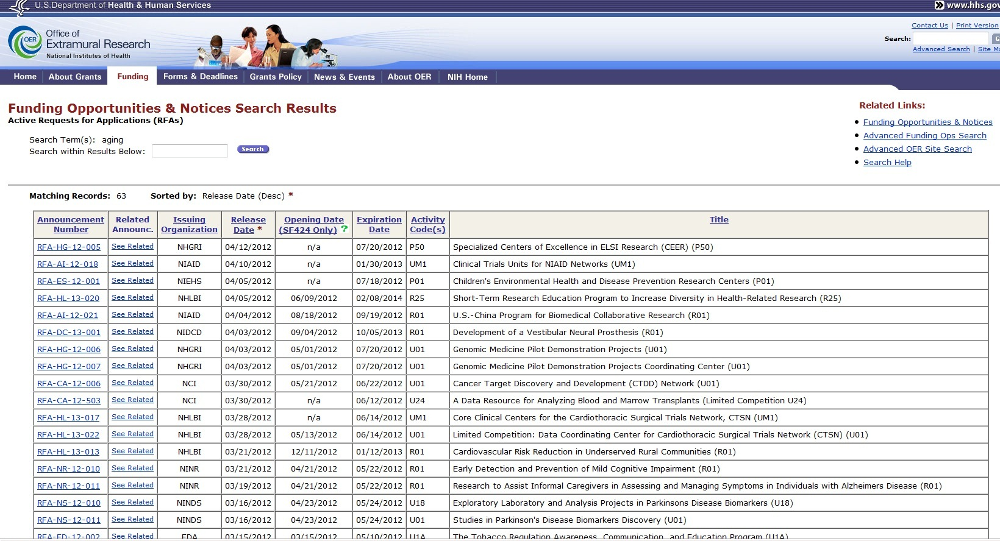 U.S.Department of Health & Human Services
www.hhs.gov
Office of
Extramural Research
National Institutes of Health
OER
Contact Us | Print Version
Search:
Advanced Search | Site
Home About Grants Funding Forms & Deadlines Grants Policy News & Events About OER NIH Home
Funding Opportunities & Notices Search Results
Active Requests for Applications (RFAs)
Search Term(s): aging
Search within Results Below: Search
Related Links:
Funding Opportunities & Notices
Advanced Funding Ops Search
Advanced OER Site Search
Search Help
Matching Records: 63 Sorted by: Release Date (Desc) *
Announcement Number Related Announc. Issuing Organization Release Date * Opening Date (SF424 Only) ? Expiration Date Activity Code(s) Title
RFA-HG-12-005 See Related NHGRI 04/12/2012 n/a 07/20/2012 P50 Specialized Centers of Excellence in ELSI Research (CEER) (P50)
RFA-AI-12-018 See Related NIAID 04/10/2012 n/a 01/30/2013 UM1 Clinical Trials Units for NIAID Networks (UM1)
RFA-ES-12-001 See Related NIEHS 04/05/2012 n/a 07/18/2012 P01 Children's Environmental Health and Disease Prevention Research Centers (P01)
RFA-HL-13-020 See Related NHLBI 04/05/2012 06/09/2012 02/08/2014 R25 Short-Term Research Education Program to Increase Diversity in Health-Related Research (R25)
RFA-AI-12-021 See Related NIAID 04/04/2012 08/18/2012 09/19/2012 R01 U.S.-China Program for Biomedical Collaborative Research (R01)
RFA-DC-13-001 See Related NIDCD 04/03/2012 09/04/2012 10/05/2013 R01 Development of a Vestibular Neural Prosthesis (R01)
RFA-HG-12-006 See Related NHGRI 04/03/2012 05/01/2012 07/20/2012 U01 Genomic Medicine Pilot Demonstration Projects (U01)
RFA-HG-12-007 See Related NHGRI 04/03/2012 05/01/2012 07/20/2012 U01 Genomic Medicine Pilot Demonstration Projects Coordinating Center (U01)
RFA-CA-12-006 See Related NCI 03/30/2012 05/21/2012 06/22/2012 U01 Cancer Target Discovery and Development (CTDD) Network (U01)
RFA-CA-12-503 See Related NCI 03/30/2012 n/a 06/12/2012 U24 A Data Resource for Analyzing Blood and Marrow Transplants (Limited Competition U24)
RFA-HL-13-017 See Related NHLBI 03/28/2012 n/a 06/14/2012 UM1 Core Clinical Centers for the Cardiothoracic Surgical Trials Network, CTSN (UM1)
RFA-HL-13-022 See Related NHLBI 03/28/2012 05/13/2012 06/14/2012 U01 Limited Competition: Data Coordinating Center for Cardiothoracic Surgical Trials Network (CTSN) (U01)
RFA-HL-13-013 See Related NHLBI 03/21/2012 12/11/2012 01/12/2013 R01 Cardiovascular Risk Reduction in Underserved Rural Communities (R01)
RFA-NR-12-010 See Related NINR 03/21/2012 04/21/2012 05/22/2012 R01 Early Detection and Prevention of Mild Cognitive Impairment (R01)
RFA-NR-12-011 See Related NINR 03/19/2012 04/21/2012 05/22/2012 R01 Research to Assist Informal Caregivers in Assessing and Managing Symptoms in Individuals with Alzheimers Disease (R01)
RFA-NS-12-010 See Related NINDS 03/16/2012 04/23/2012 05/24/2012 U18 Exploratory Laboratory and Analysis Projects in Parkinsons Disease Biomarkers (U18)
RFA-NS-12-011 See Related NINDS 03/16/2012 04/23/2012 05/24/2012 U01 Studies in Parkinson's Disease Biomarkers Discovery (U01)
RFA-FD-12-002 See Related FDA 03/15/2012 03/15/2012 05/10/2012 U1A The Tobacco Regulation Awareness, Communication, and Education Program (U1A)